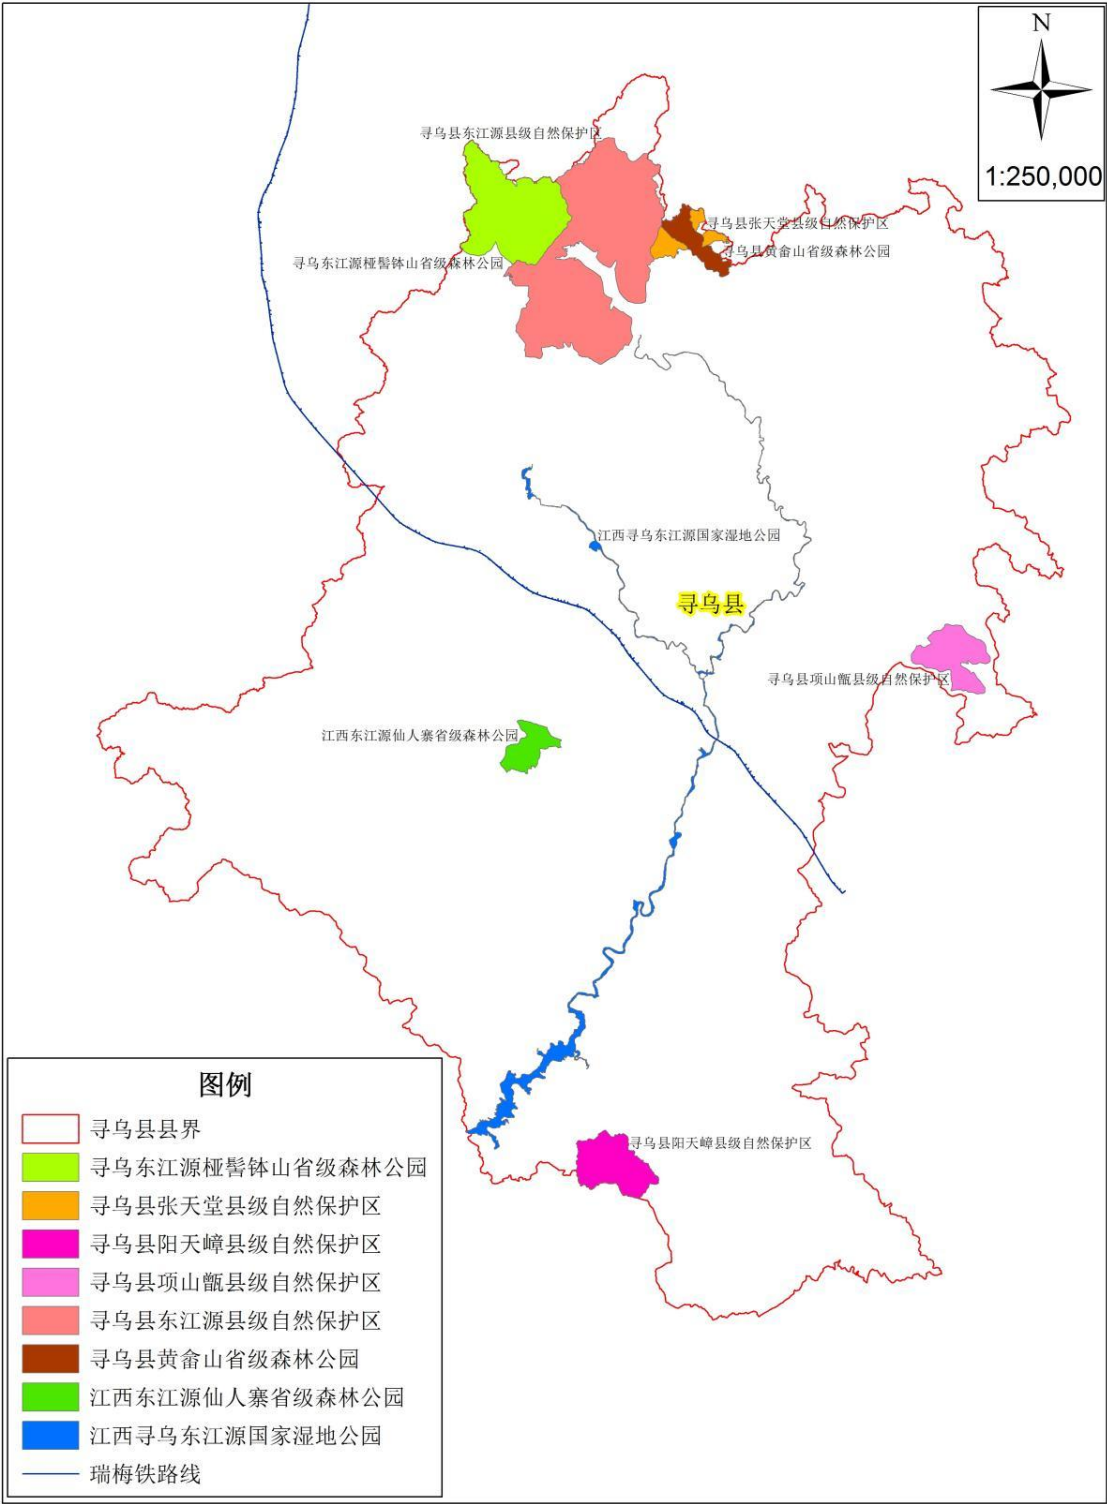 N
1:250,000
寻乌县东江源县级自然保护区
寻乌县张天堂县级自然保护区
寻乌县黄畲山省级森林公园
寻乌东江源桠髻钵山省级森林公园
江西寻乌东江源国家湿地公园
寻乌县
寻乌县项山甑县级自然保护区
江西东江源仙人寨省级森林公园
寻乌县阳天嶂县级自然保护区
图例
寻乌县县界
寻乌东江源桠髻钵山省级森林公园
寻乌县张天堂县级自然保护区
寻乌县阳天嶂县级自然保护区
寻乌县项山甑县级自然保护区
寻乌县东江源县级自然保护区
寻乌县黄畲山省级森林公园
江西东江源仙人寨省级森林公园
江西寻乌东江源国家湿地公园
瑞梅铁路线